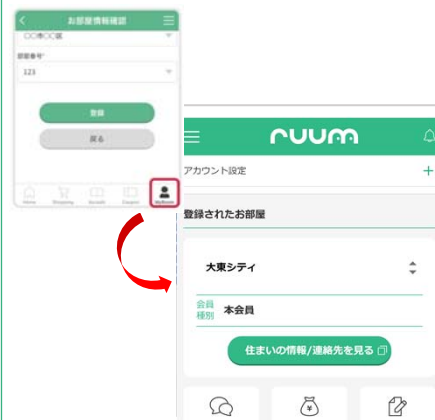 お部屋情報確認
〇〇市〇〇区
部屋番号*
123
登録
戻る
Home
Shopping
Coupon
MyRoom
ruum
アカウント設定
登録されたお部屋
大東シティ
会員
種別
本会員
住まいの情報/連絡先を見る